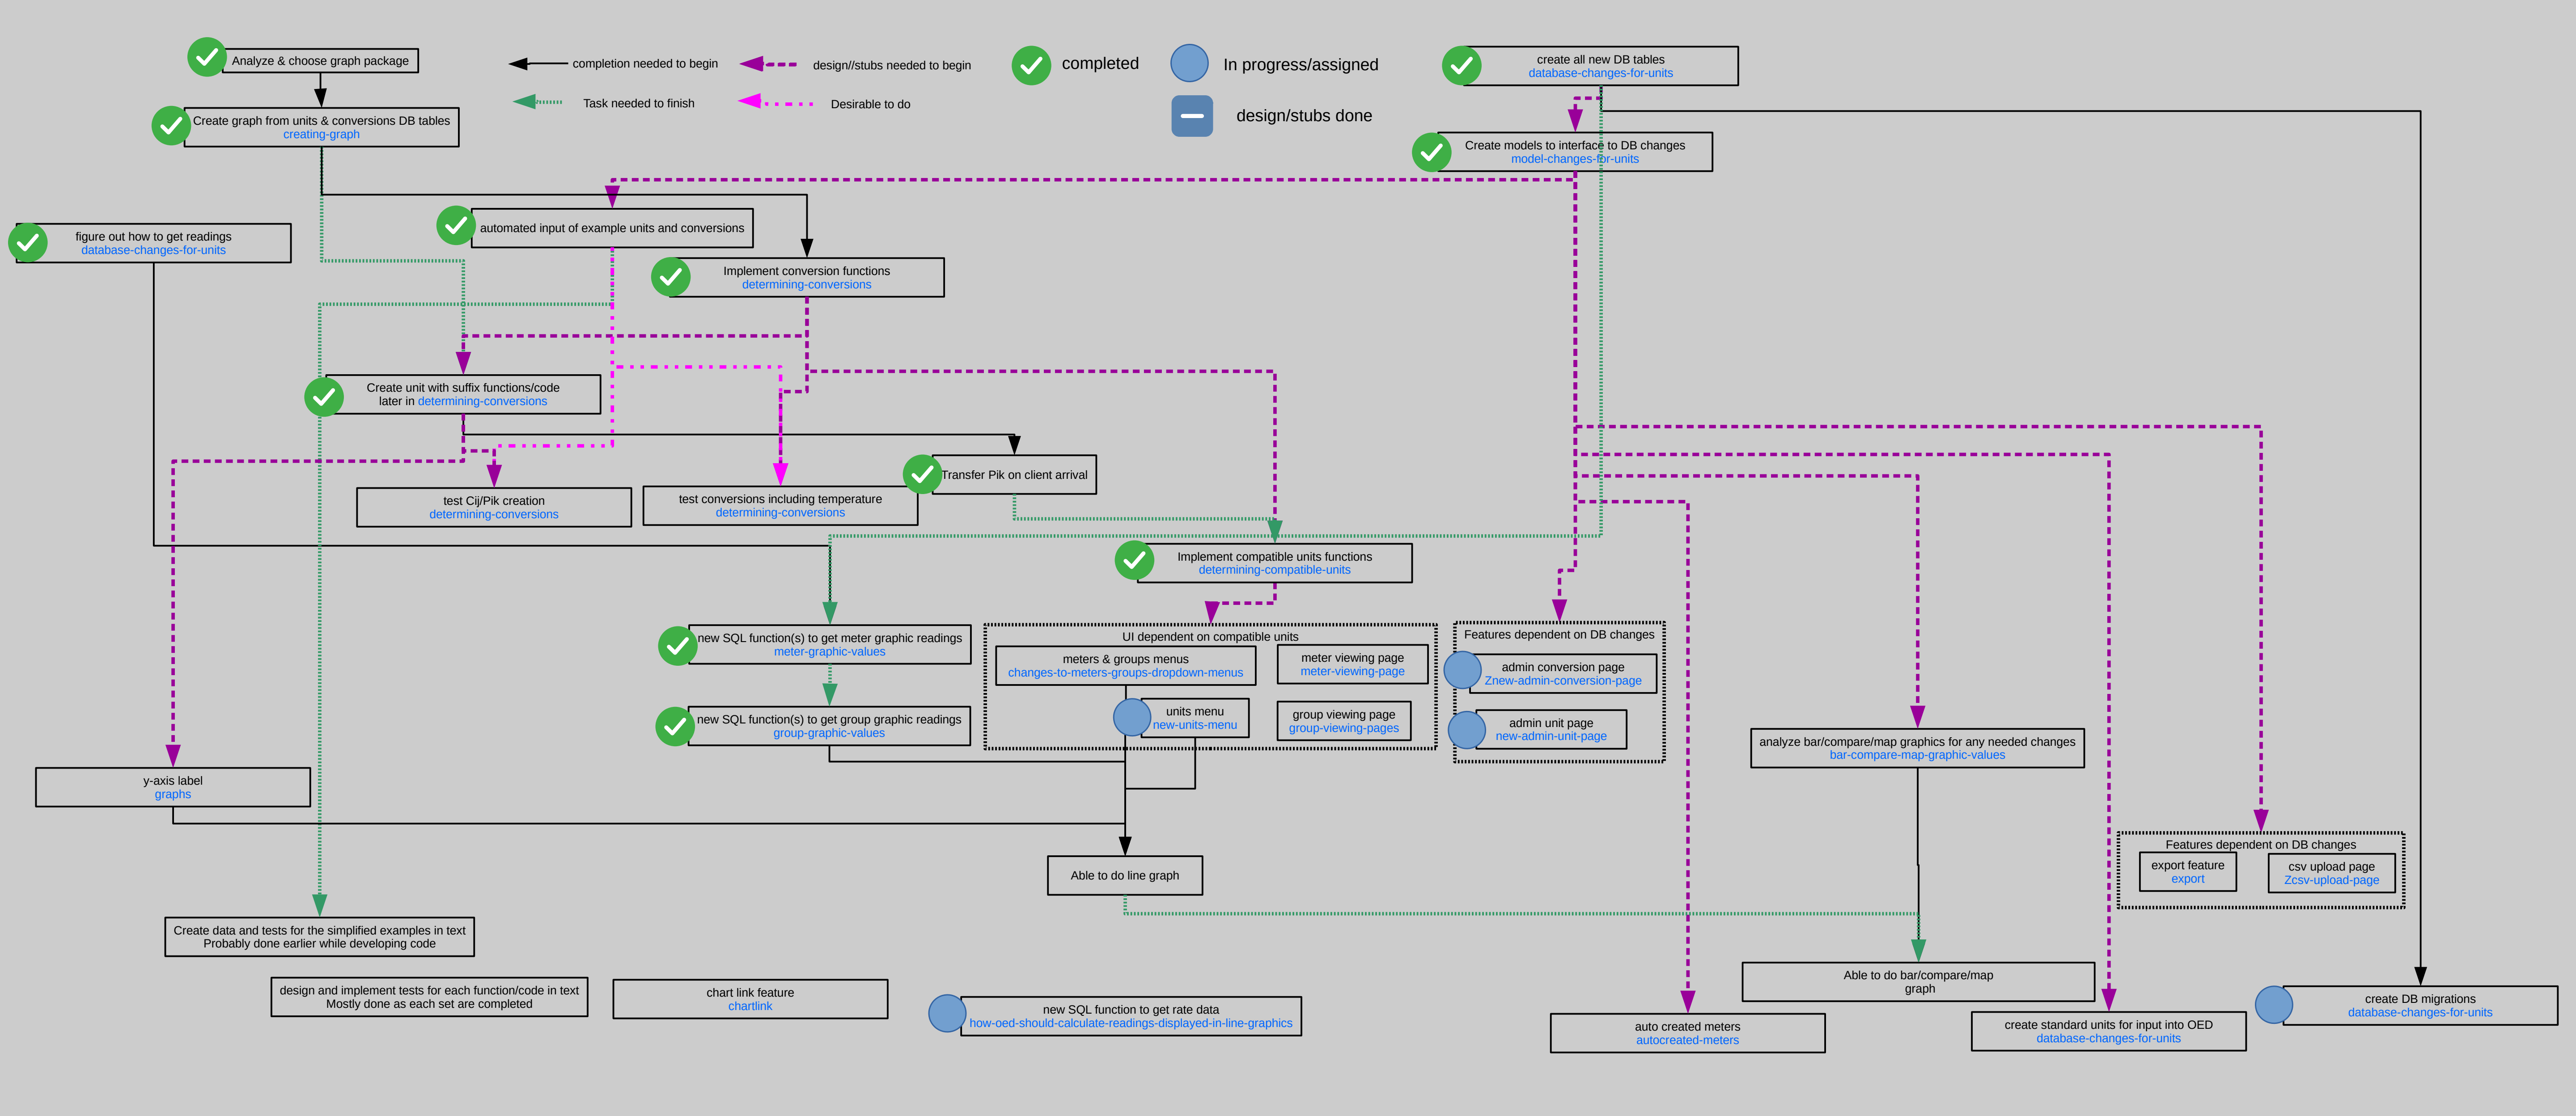 Analyze & choose graph package
completion needed to begin
design//stubs needed to begin
Task needed to finish
Desirable to do
completed
In progress/assigned
design/stubs done
create all new DB tables
database-changes-for-units
Create graph from units & conversions DB tables
creating-graph
Create models to interface to DB changes
model-changes-for-units
figure out how to get readings
database-changes-for-units
automated input of example units and conversions
Implement conversion functions
determining-conversions
Create unit with suffix functions/code
later in determining-conversions
Transfer Pik on client arrival
test Cij/Pik creation
determining-conversions
test conversions including temperature
determining-conversions
Implement compatible units functions
determining-compatible-units
new SQL function(s) to get meter graphic readings
meter-graphic-values
new SQL function(s) to get group graphic readings
group-graphic-values
UI dependent on compatible units
meters & groups menus
changes-to-meters-groups-dropdown-menus
meter viewing page
meter-viewing-page
units menu
new-units-menu
group viewing page
group-viewing-pages
Features dependent on DB changes
admin conversion page
Znew-admin-conversion-page
admin unit page
new-admin-unit-page
analyze bar/compare/map graphics for any needed changes
bar-compare-map-graphic-values
y-axis label
graphs
Features dependent on DB changes
export feature
export
csv upload page
Zcsv-upload-page
Able to do line graph
Create data and tests for the simplified examples in text
Probably done earlier while developing code
design and implement tests for each function/code in text
Mostly done as each set are completed
chart link feature
chartlink
new SQL function to get rate data
how-oed-should-calculate-readings-displayed-in-line-graphics
Able to do bar/compare/map
graph
auto created meters
autocreated-meters
create standard units for input into OED
database-changes-for-units
create DB migrations
database-changes-for-units